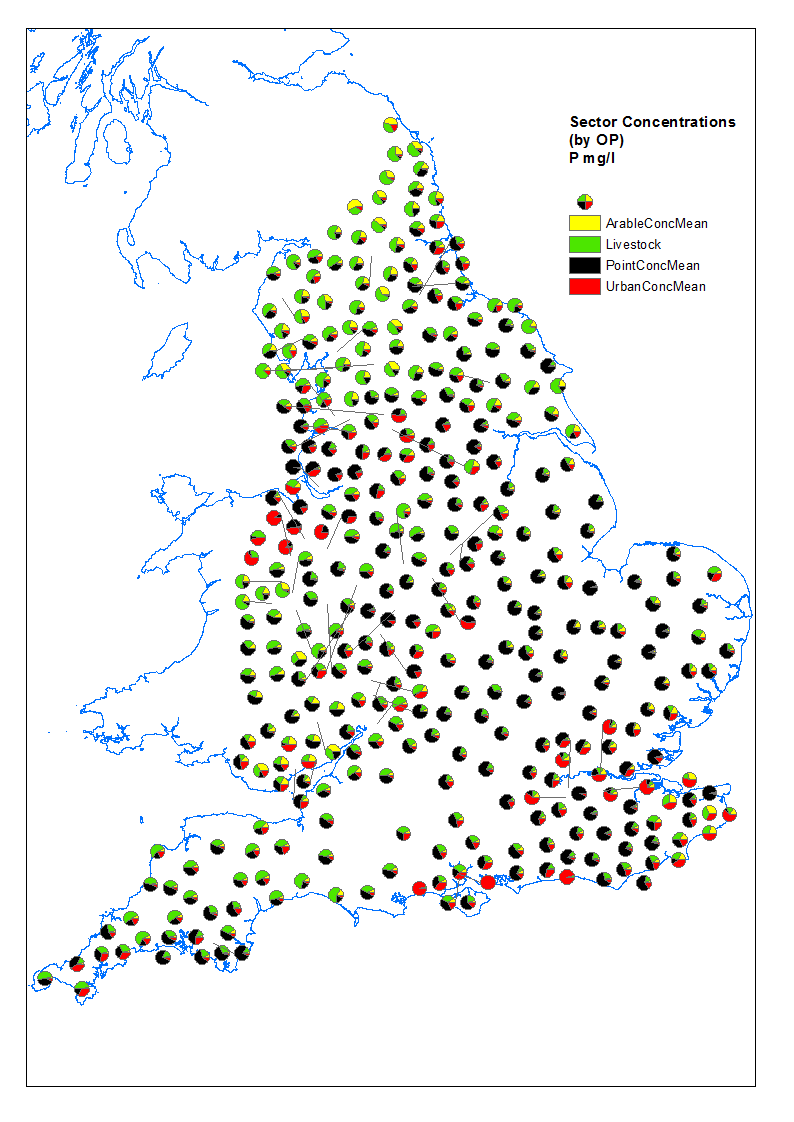 Sector Concentrations
(by OP)
P mg/l
ArableConcMean
Livestock
PointConcMean
UrbanConcMean